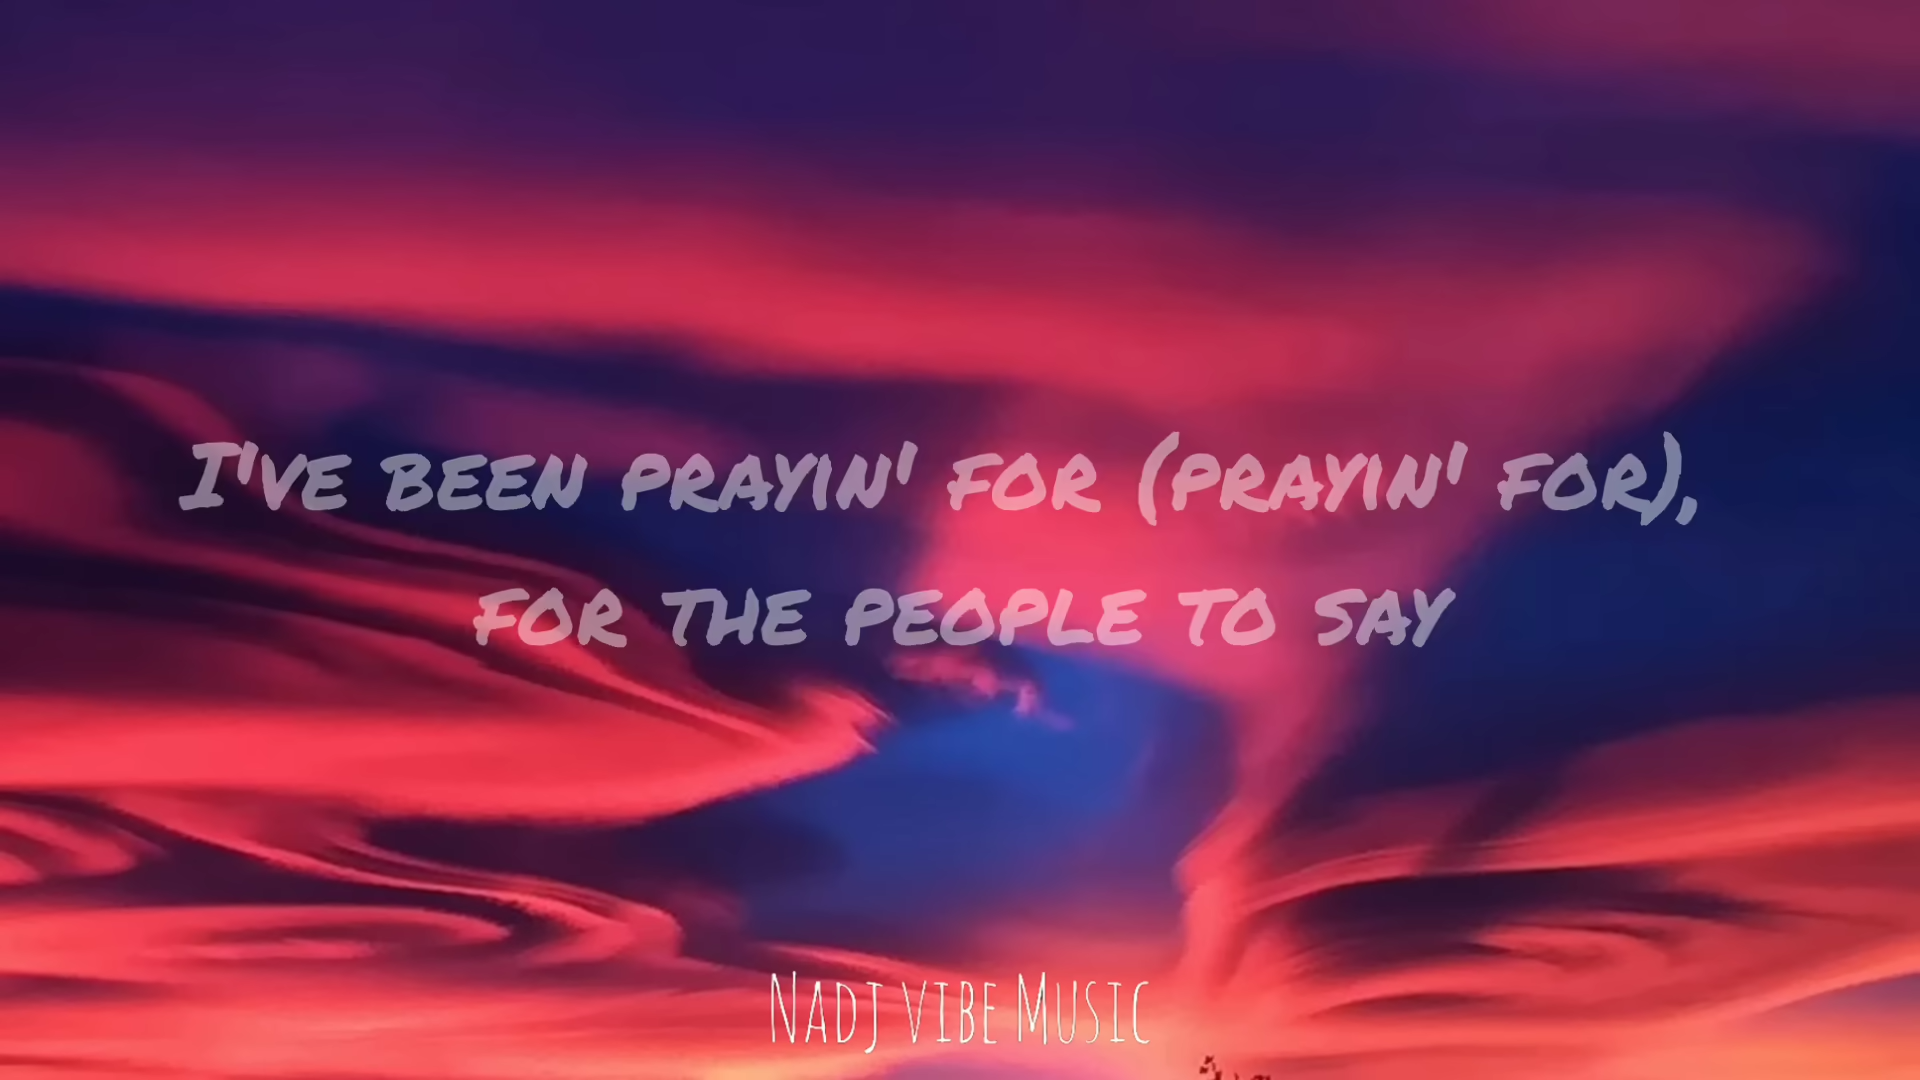 I've been prayin' for (prayin' for),
for the people to say
Nadj vibe Music